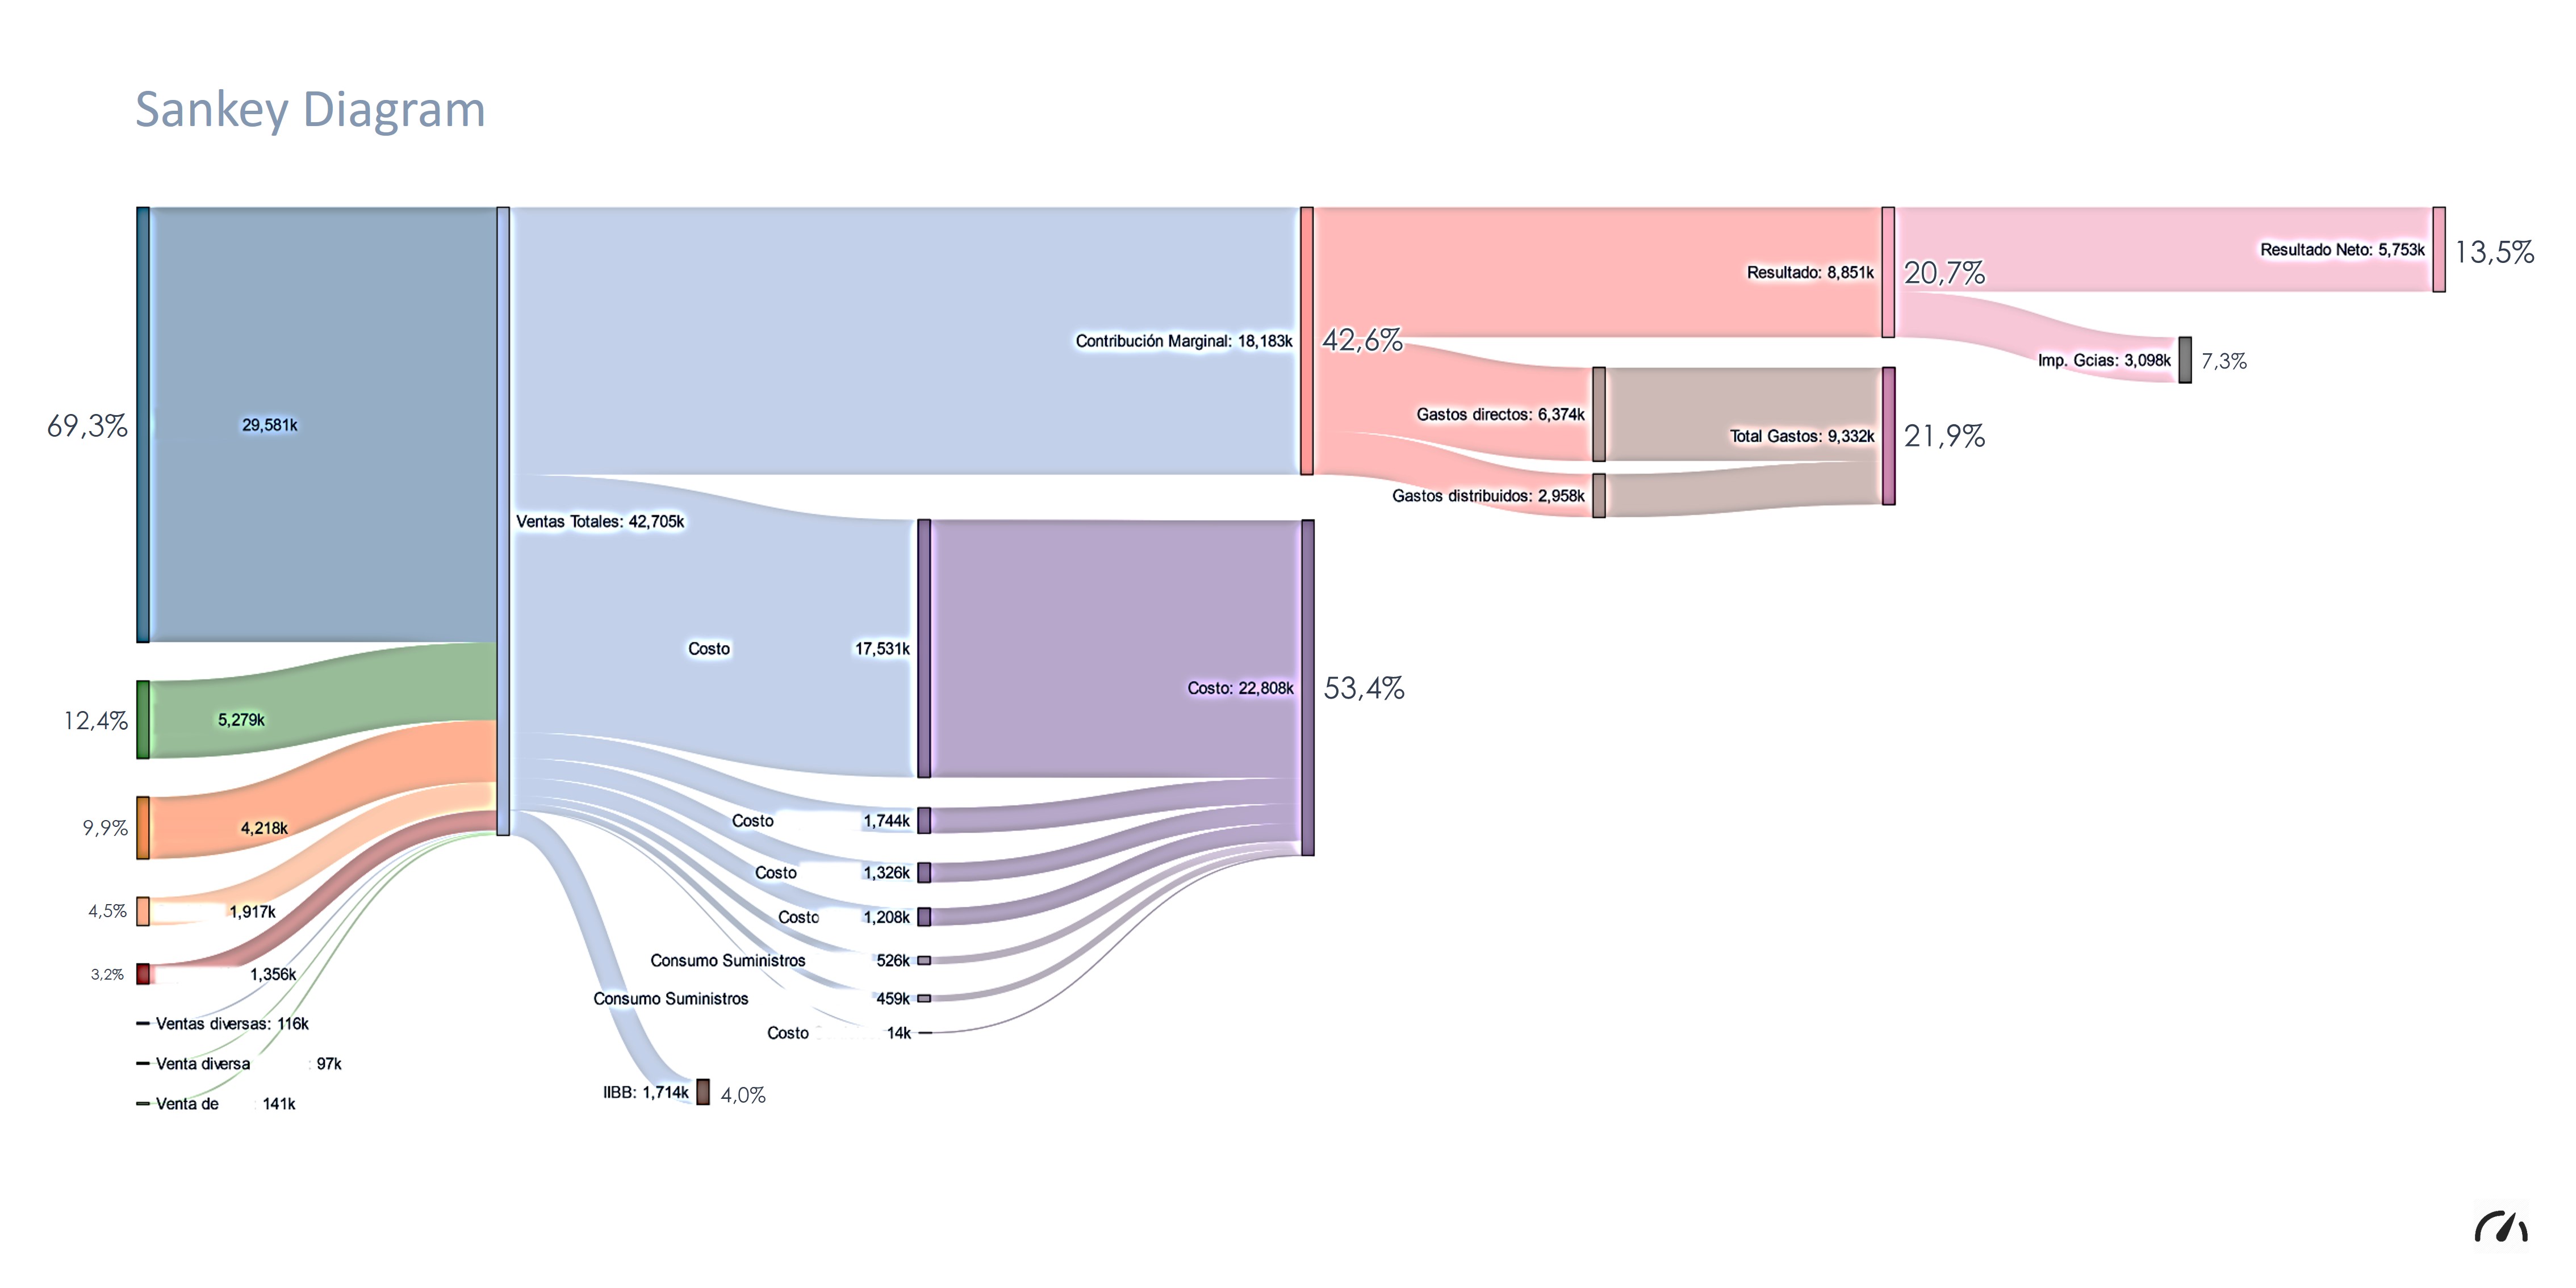 Sankey Diagram
69,3%
29,581k
12,4%
5,279k
9,9%
4,218k
4,5%
1,917k
3,2%
1,356k
Ventas diversas: 116k
Venta diversa : 97k
Venta de : 141k
Ventas Totales: 42,705k
Costo 17,531k
Costo 1,744k
Costo 1,326k
Costo 1,208k
Consumo Suministros 526k
Consumo Suministros 459k
Costo 14k
IIBB: 1,714k
4,0%
Contribución Marginal: 18,183k
42,6%
Costo: 22,808k
53,4%
Gastos directos: 6,374k
Gastos distribuidos: 2,958k
Resultado: 8,851k
20,7%
Total Gastos: 9,332k
21,9%
Resultado Neto: 5,753k
13,5%
Imp. Gcias: 3,098k
7,3%